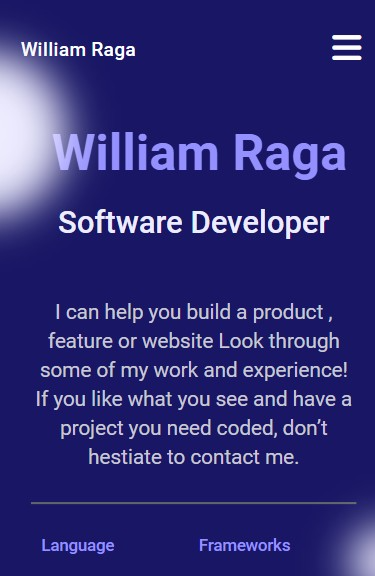 William Raga
William Raga
Software Developer
I can help you build a product ,
feature or website Look through
some of my work and experience!
If you like what you see and have a
project you need coded, don’t
hestiate to contact me.
Language Frameworks